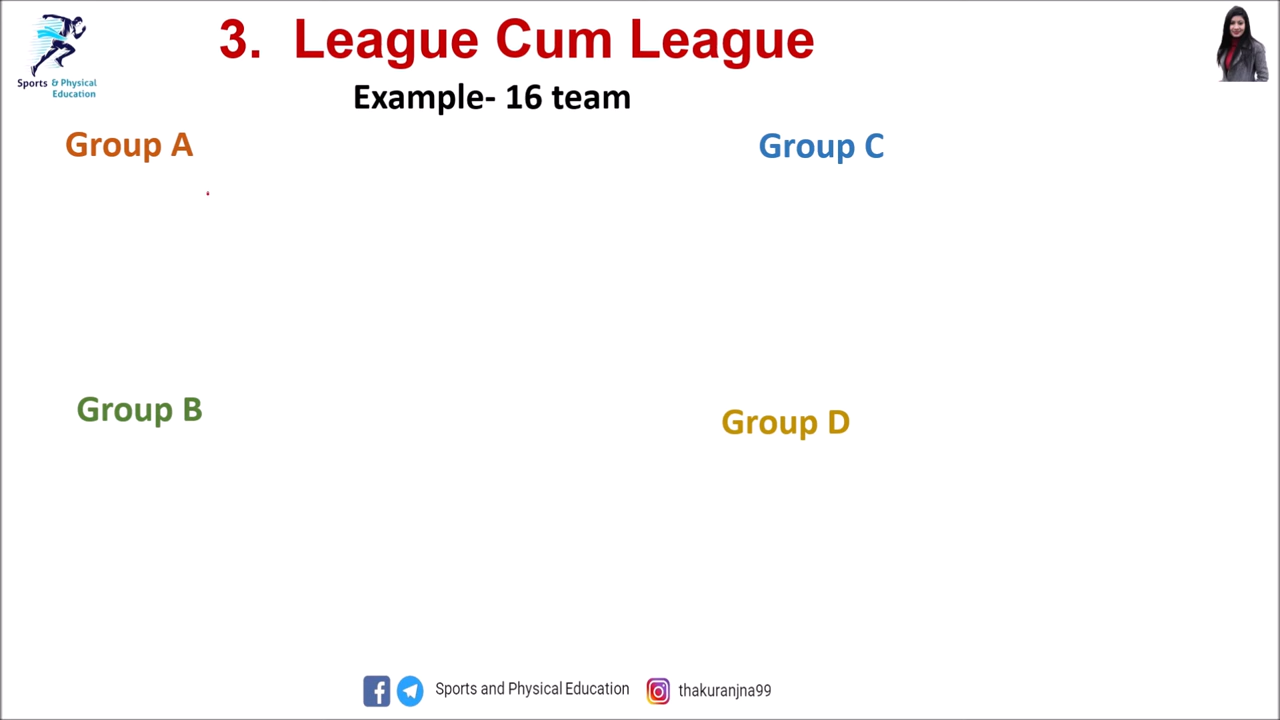 3. League Cum League
Sports & Physical
Education
Example- 16 team
Group A
Group C
Group B
Group D
Sports and Physical Education
thakuranjna99